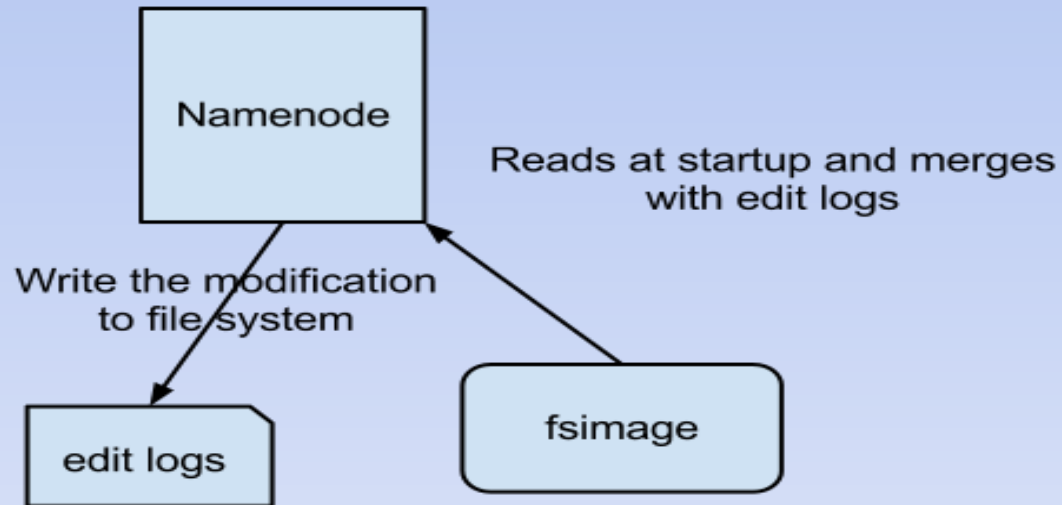 Namenode
Reads at startup and merges
with edit logs
Write the modification
to file system
fsimage
edit logs